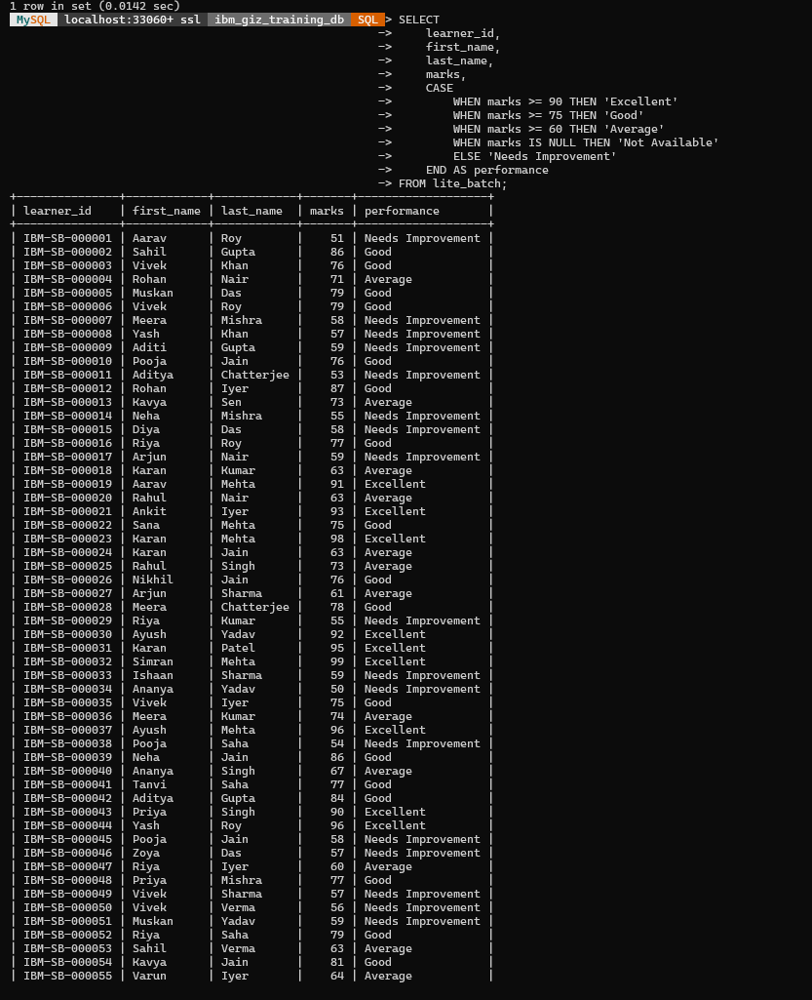 1 row in set (0.0142 sec)
MySQL localhost:33060+ ssl ibm_giz_training_db SQL > SELECT
-> learner_id,
-> first_name,
-> last_name,
-> marks,
-> CASE
-> WHEN marks >= 90 THEN 'Excellent'
-> WHEN marks >= 75 THEN 'Good'
-> WHEN marks >= 60 THEN 'Average'
-> WHEN marks IS NULL THEN 'Not Available'
-> ELSE 'Needs Improvement'
-> END AS performance
-> FROM lite_batch;
+---------------+------------+------------+-------+-------------------+
| learner_id | first_name | last_name | marks | performance |
+---------------+------------+------------+-------+-------------------+
| IBM-SB-000001 | Aarav | Roy | 51 | Needs Improvement |
| IBM-SB-000002 | Sahil | Gupta | 86 | Good |
| IBM-SB-000003 | Vivek | Khan | 76 | Good |
| IBM-SB-000004 | Rohan | Nair | 71 | Average |
| IBM-SB-000005 | Muskan | Das | 79 | Good |
| IBM-SB-000006 | Vivek | Roy | 79 | Good |
| IBM-SB-000007 | Meera | Mishra | 58 | Needs Improvement |
| IBM-SB-000008 | Yash | Khan | 57 | Needs Improvement |
| IBM-SB-000009 | Aditi | Gupta | 59 | Needs Improvement |
| IBM-SB-000010 | Pooja | Jain | 76 | Good |
| IBM-SB-000011 | Aditya | Chatterjee | 53 | Needs Improvement |
| IBM-SB-000012 | Rohan | Iyer | 87 | Good |
| IBM-SB-000013 | Kavya | Sen | 73 | Average |
| IBM-SB-000014 | Neha | Mishra | 55 | Needs Improvement |
| IBM-SB-000015 | Diya | Das | 58 | Needs Improvement |
| IBM-SB-000016 | Riya | Roy | 77 | Good |
| IBM-SB-000017 | Arjun | Nair | 59 | Needs Improvement |
| IBM-SB-000018 | Karan | Kumar | 63 | Average |
| IBM-SB-000019 | Aarav | Mehta | 91 | Excellent |
| IBM-SB-000020 | Rahul | Nair | 63 | Average |
| IBM-SB-000021 | Ankit | Iyer | 93 | Excellent |
| IBM-SB-000022 | Sana | Mehta | 75 | Good |
| IBM-SB-000023 | Karan | Mehta | 98 | Excellent |
| IBM-SB-000024 | Karan | Jain | 63 | Average |
| IBM-SB-000025 | Rahul | Singh | 73 | Average |
| IBM-SB-000026 | Nikhil | Jain | 76 | Good |
| IBM-SB-000027 | Arjun | Sharma | 61 | Average |
| IBM-SB-000028 | Meera | Chatterjee | 78 | Good |
| IBM-SB-000029 | Riya | Kumar | 55 | Needs Improvement |
| IBM-SB-000030 | Ayush | Yadav | 92 | Excellent |
| IBM-SB-000031 | Karan | Patel | 95 | Excellent |
| IBM-SB-000032 | Simran | Mehta | 99 | Excellent |
| IBM-SB-000033 | Ishaan | Sharma | 59 | Needs Improvement |
| IBM-SB-000034 | Ananya | Yadav | 50 | Needs Improvement |
| IBM-SB-000035 | Vivek | Iyer | 75 | Good |
| IBM-SB-000036 | Meera | Kumar | 74 | Average |
| IBM-SB-000037 | Ayush | Mehta | 96 | Excellent |
| IBM-SB-000038 | Pooja | Saha | 54 | Needs Improvement |
| IBM-SB-000039 | Neha | Jain | 86 | Good |
| IBM-SB-000040 | Ananya | Singh | 67 | Average |
| IBM-SB-000041 | Tanvi | Saha | 77 | Good |
| IBM-SB-000042 | Aditya | Gupta | 84 | Good |
| IBM-SB-000043 | Priya | Singh | 90 | Excellent |
| IBM-SB-000044 | Yash | Roy | 96 | Excellent |
| IBM-SB-000045 | Pooja | Jain | 58 | Needs Improvement |
| IBM-SB-000046 | Zoya | Das | 57 | Needs Improvement |
| IBM-SB-000047 | Riya | Iyer | 60 | Average |
| IBM-SB-000048 | Priya | Mishra | 77 | Good |
| IBM-SB-000049 | Vivek | Sharma | 57 | Needs Improvement |
| IBM-SB-000050 | Vivek | Verma | 56 | Needs Improvement |
| IBM-SB-000051 | Muskan | Yadav | 59 | Needs Improvement |
| IBM-SB-000052 | Riya | Saha | 79 | Good |
| IBM-SB-000053 | Sahil | Verma | 63 | Average |
| IBM-SB-000054 | Kavya | Jain | 81 | Good |
| IBM-SB-000055 | Varun | Iyer | 64 | Average |